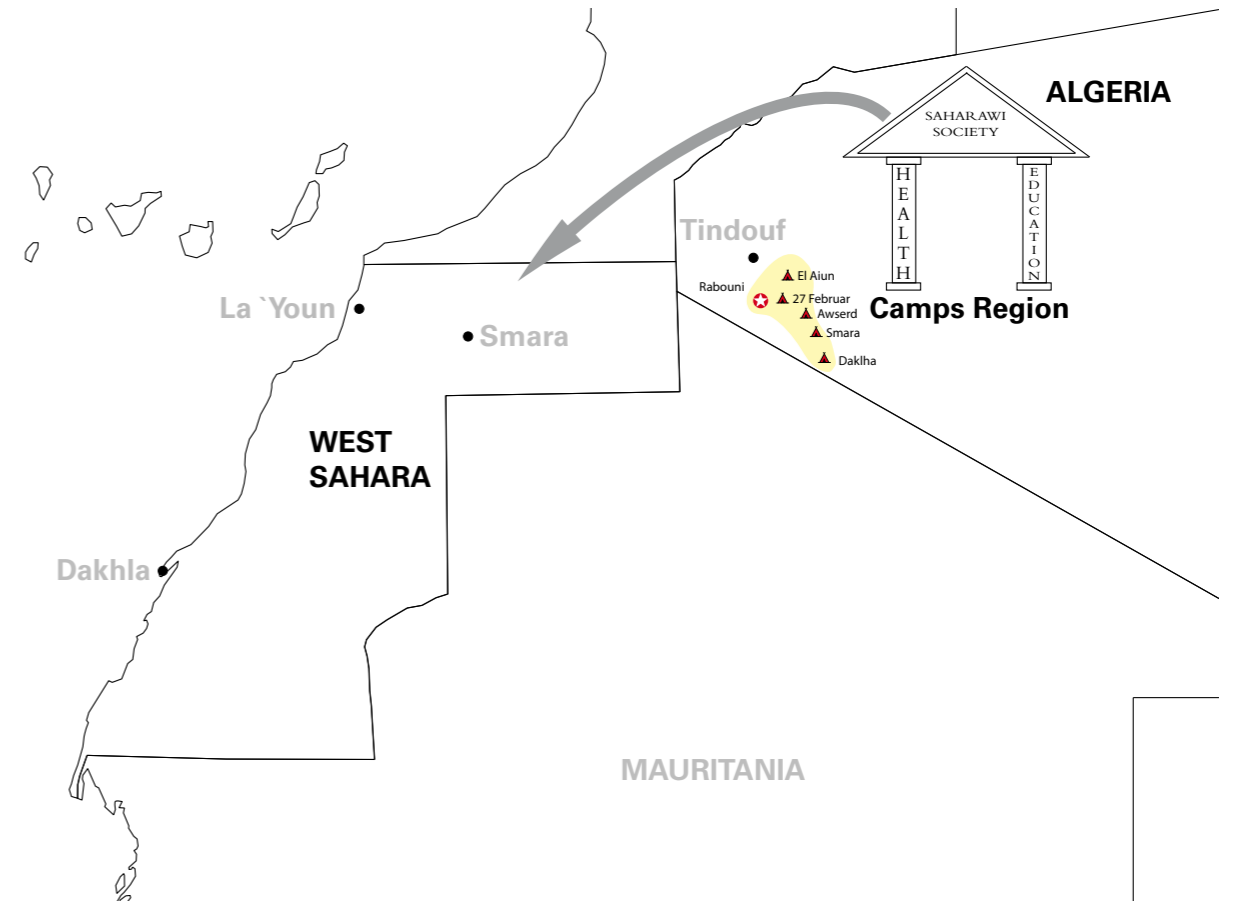 ALGERIA
SAHARAWI
SOCIETY
HEALTH
EDUCATION
Tindouf
El Aiun
Rabouni
27 Februar
Camps Region
Awserd
La `Youn
Smara
Smara
Daklha
WEST
SAHARA
Dakhla
MAURITANIA